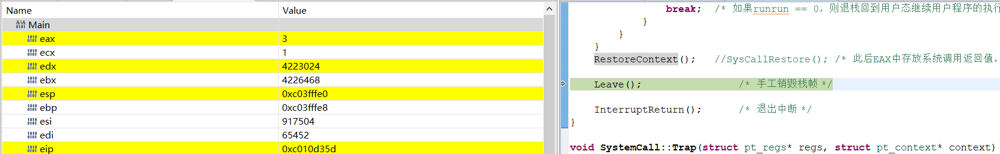 Name Value
Main
eax 3
ecx 1
edx 4223024
ebx 4226468
esp 0xc03fffe0
ebp 0xc03fffe8
esi 917504
edi 65452
eip 0xc010d35d
break; /* 如果runrun == 0，则退栈回到用户态继续用户程序的执行
}
}
}
RestoreContext(); //SysCallRestore(); /* 此后EAX中存放系统调用返回值，
Leave(); /* 手工销毁栈帧 */
InterruptReturn(); /* 退出中断 */
}
void SystemCall::Trap(struct pt_regs* regs, struct pt_context* context)